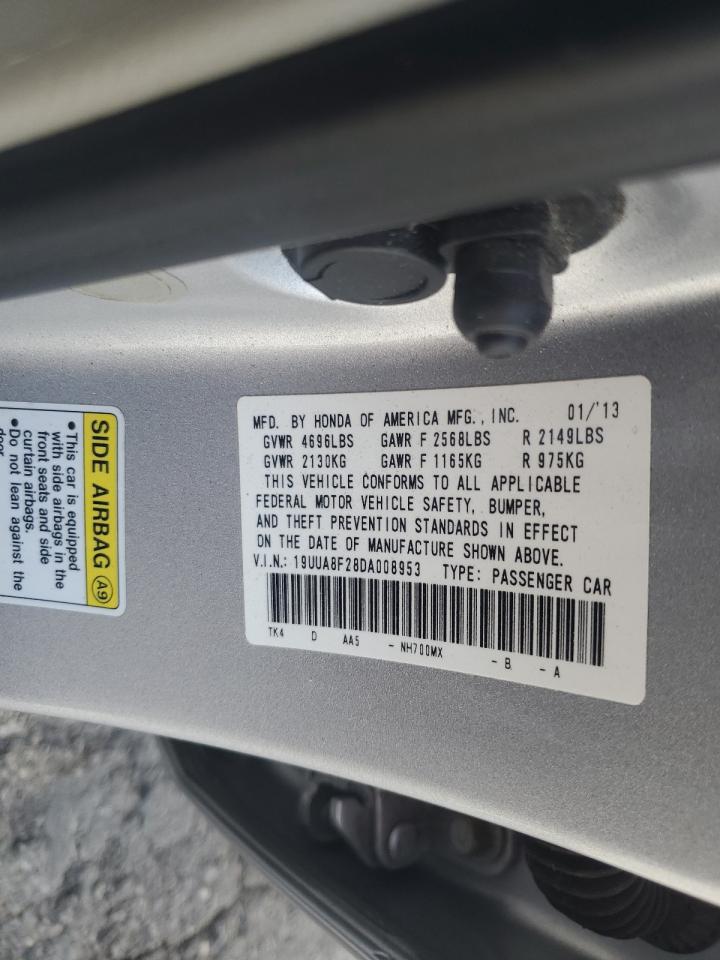 MFD. BY HONDA OF AMERICA MFG., INC. 01/'13
GVWR 4696LBS GAWR F 2568LBS R 2149LBS
GVWR 2130KG GAWR F 1165KG R 975KG
THIS VEHICLE CONFORMS TO ALL APPLICABLE
FEDERAL MOTOR VEHICLE SAFETY, BUMPER,
AND THEFT PREVENTION STANDARDS IN EFFECT
ON THE DATE OF MANUFACTURE SHOWN ABOVE.
V.I.N.: 19UUA8F28DA008953 TYPE: PASSENGER CAR
TK4 D AA5 - NH700MX - B - A
SIDE AIRBAG A9
• This car is equipped
with side airbags in the
front seats and side
curtain airbags.
• Do not lean against the
door.